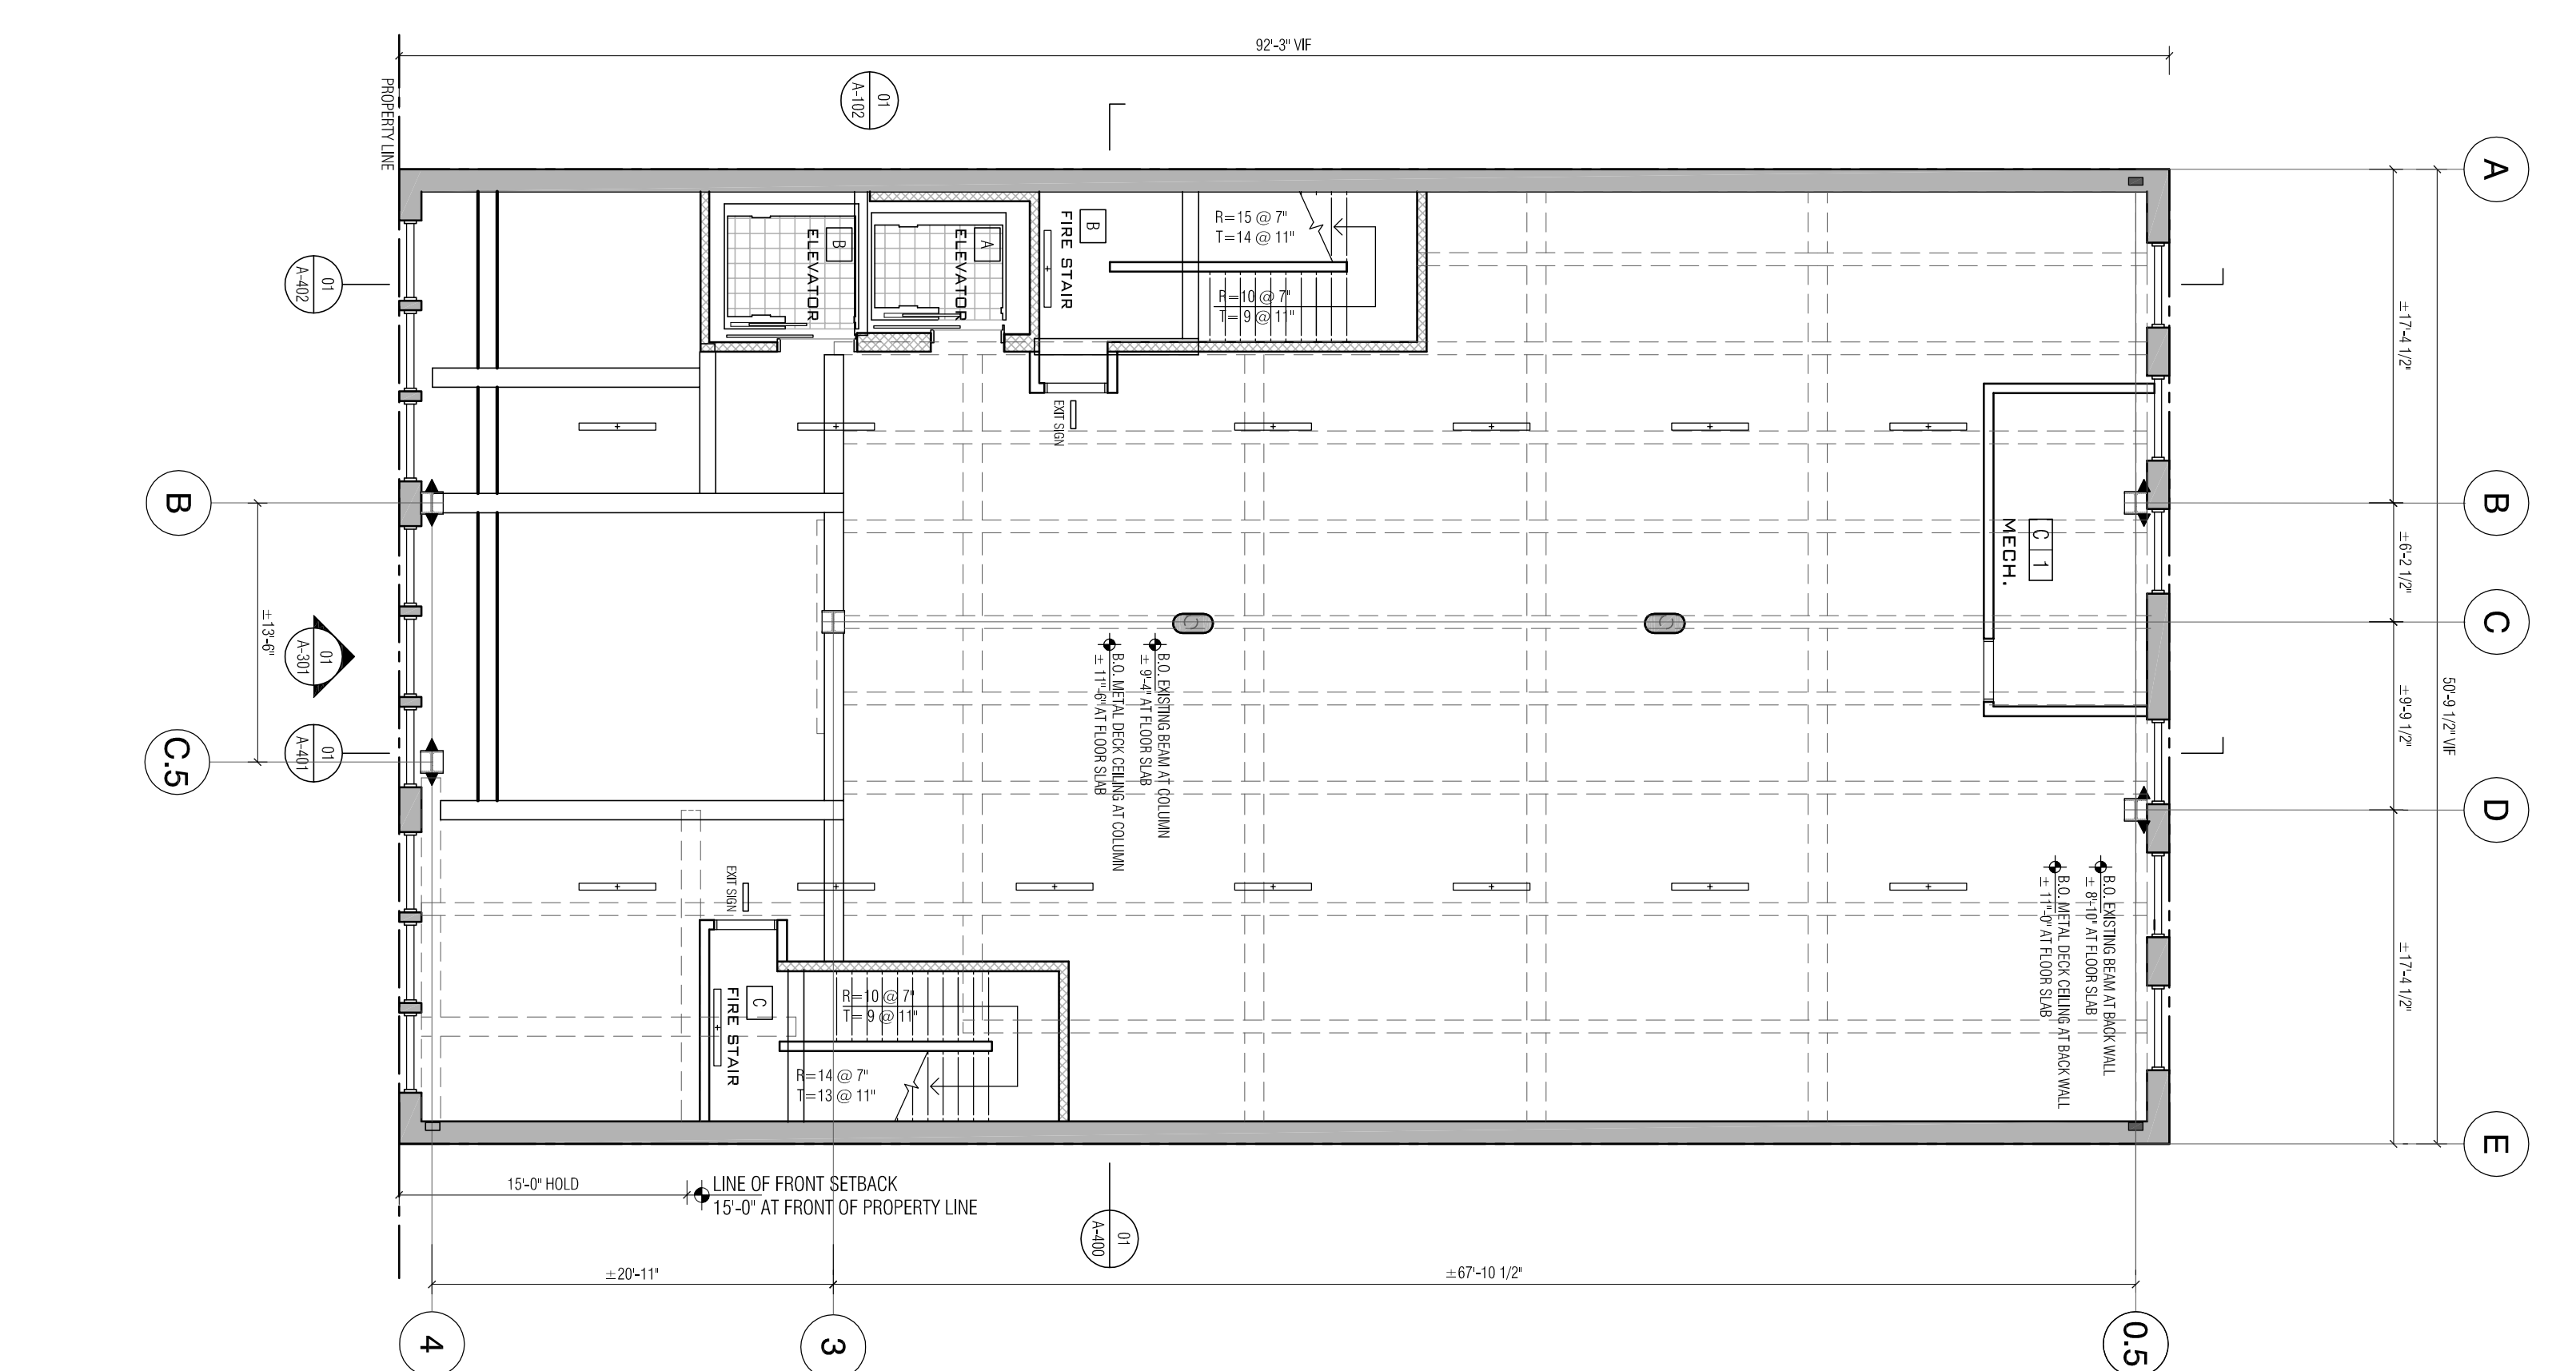 92'-3" VIF
PROPERTY LINE
01
A-102
A
ELEVATOR
B
ELEVATOR
A
FIRE STAIR
B
R=15 @ 7"
T=14 @ 11"
R=10 @ 7"
T= 9 @ 11"
01
A-402
±17'-4 1/2"
EXIT SIGN
B
B
MECH.
C 1
±6'-2 1/2"
C
±13'-6"
01
A-301
B.O. EXISTING BEAM AT COLUMN
± 9'-4" AT FLOOR SLAB
B.O. METAL DECK CEILING AT COLUMN
± 11'-6" AT FLOOR SLAB
±9'-9 1/2"
50'-9 1/2" VIF
01
A-401
C.5
D
EXIT SIGN
B.O. EXISTING BEAM AT BACK WALL
± 8'-10" AT FLOOR SLAB
B.O. METAL DECK CEILING AT BACK WALL
± 11'-0" AT FLOOR SLAB
±17'-4 1/2"
FIRE STAIR
C
R=10 @ 7"
T= 9 @ 11"
R=14 @ 7"
T=13 @ 11"
E
15'-0" HOLD
LINE OF FRONT SETBACK
15'-0" AT FRONT OF PROPERTY LINE
01
A-400
±20'-11"
±67'-10 1/2"
4
3
0.5